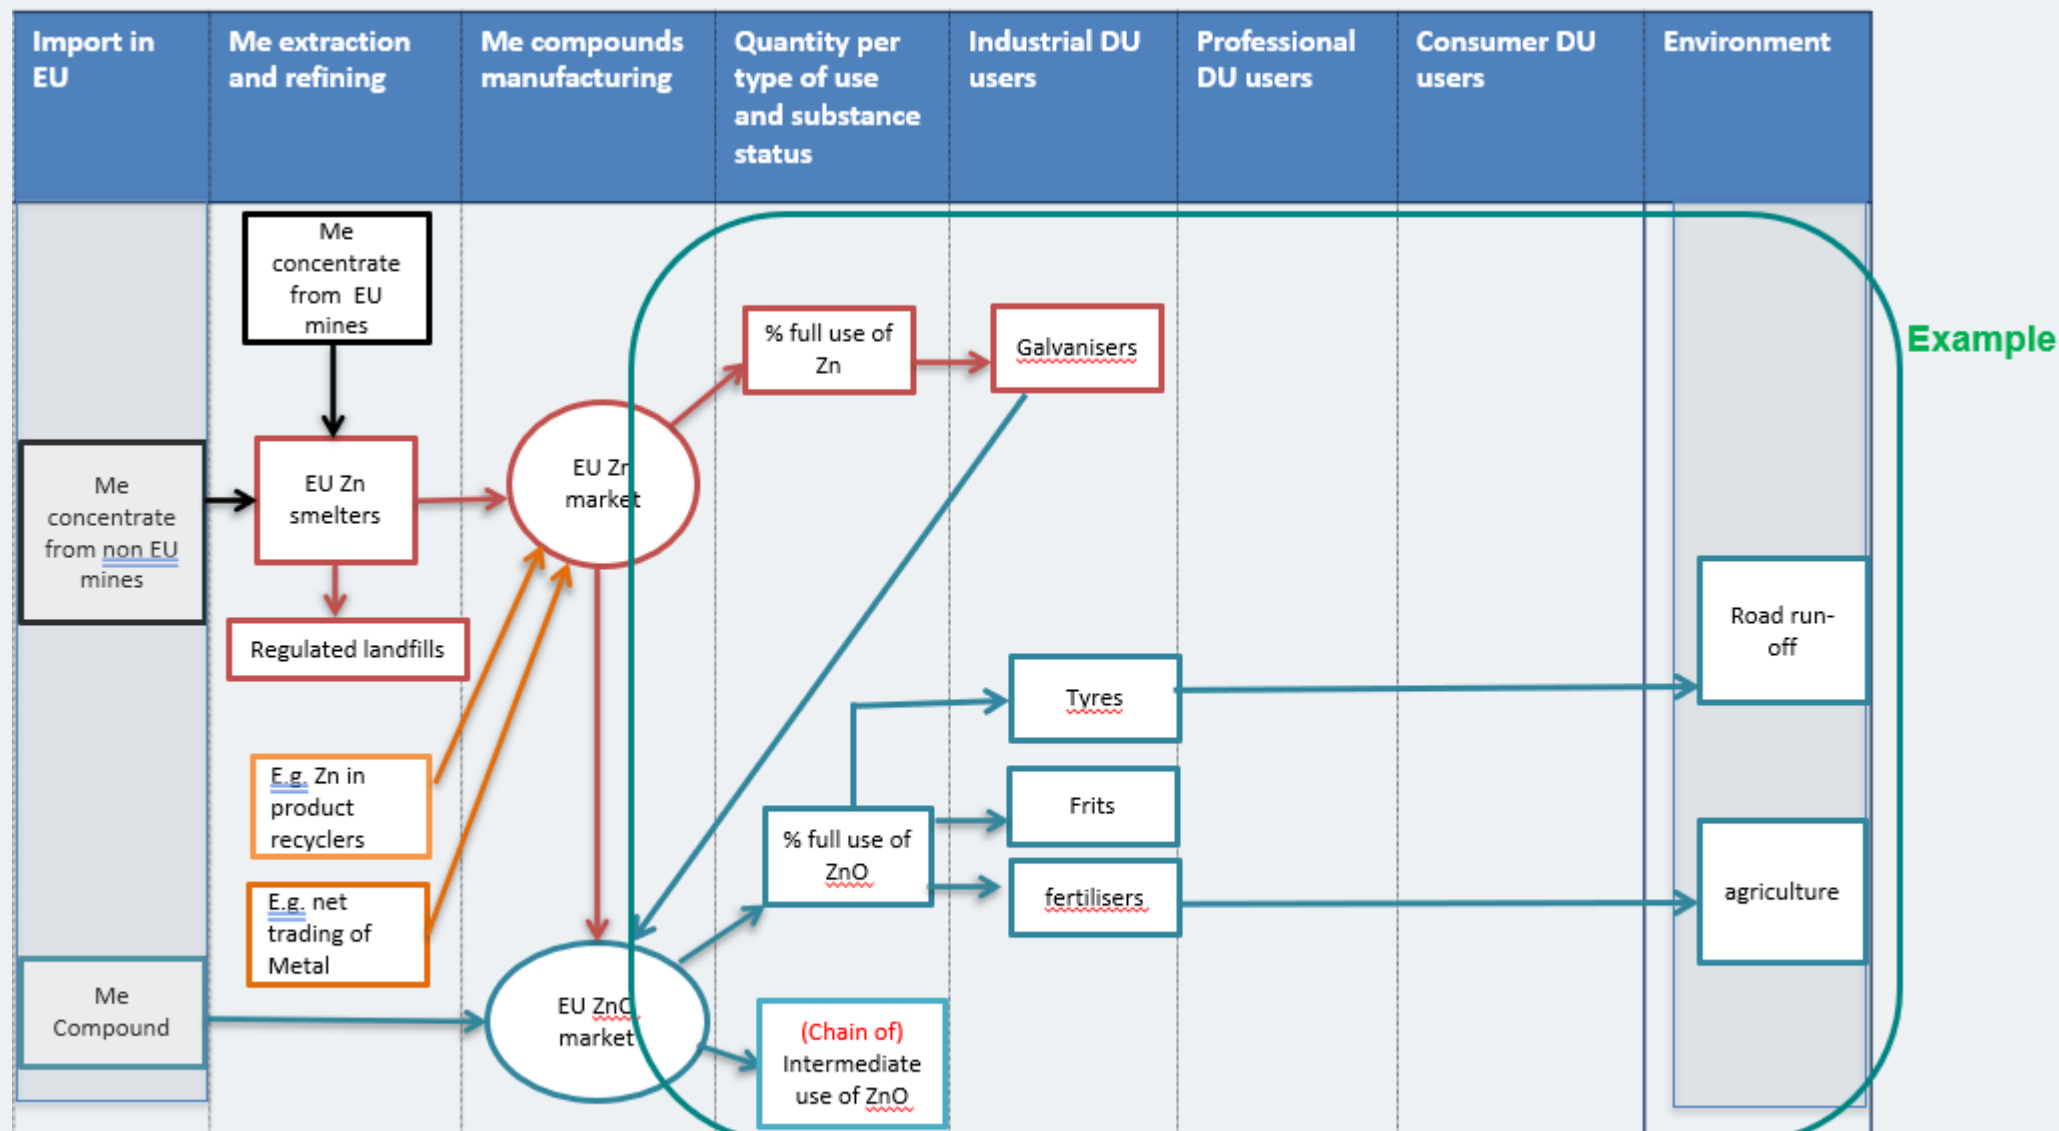 Import in
EU
Me extraction
and refining
Me compounds
manufacturing
Quantity per
type of use
and substance
status
Industrial DU
users
Professional
DU users
Consumer DU
users
Environment
Me
concentrate
from EU
mines
% full use of
Zn
Galvanisers
Example
Me
concentrate
from non EU
mines
EU Zn
smelters
EU Zn
market
Regulated landfills
Road run-
off
Tyres
E.g. Zn in
product
recyclers
Frits
% full use of
ZnO
fertilisers
agriculture
E.g. net
trading of
Metal
Me
Compound
EU ZnO
market
(Chain of)
Intermediate
use of ZnO